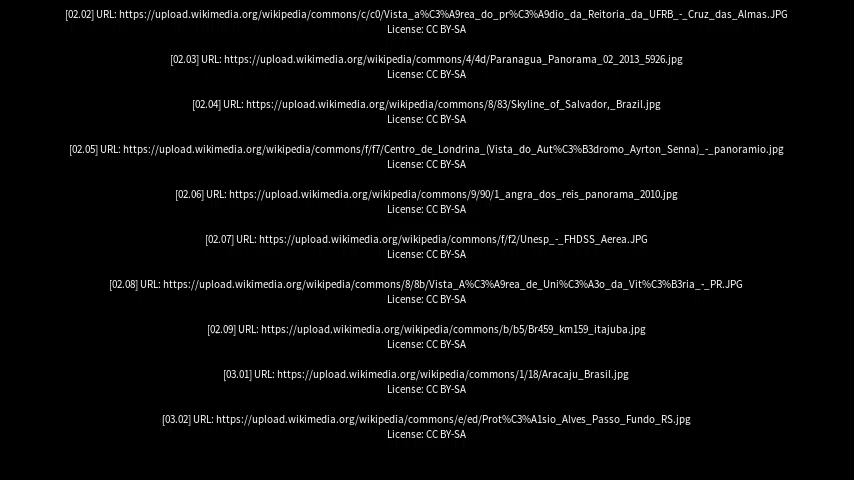 [02.02] URL: https://upload.wikimedia.org/wikipedia/commons/c/c0/Vista_a%C3%A9rea_do_pr%C3%A9dio_da_Reitoria_da_UFRB_-_Cruz_das_Almas.JPG
License: CC BY-SA
[02.03] URL: https://upload.wikimedia.org/wikipedia/commons/4/4d/Paranagua_Panorama_02_2013_5926.jpg
License: CC BY-SA
[02.04] URL: https://upload.wikimedia.org/wikipedia/commons/8/83/Skyline_of_Salvador,_Brazil.jpg
License: CC BY-SA
[02.05] URL: https://upload.wikimedia.org/wikipedia/commons/f/f7/Centro_de_Londrina_(Vista_do_Aut%C3%B3dromo_Ayrton_Senna)_-_panoramio.jpg
License: CC BY-SA
[02.06] URL: https://upload.wikimedia.org/wikipedia/commons/9/90/1_angra_dos_reis_panorama_2010.jpg
License: CC BY-SA
[02.07] URL: https://upload.wikimedia.org/wikipedia/commons/f/f2/Unesp_-_FHDSS_Aerea.JPG
License: CC BY-SA
[02.08] URL: https://upload.wikimedia.org/wikipedia/commons/8/8b/Vista_A%C3%A9rea_de_Uni%C3%A3o_da_Vit%C3%B3ria_-_PR.JPG
License: CC BY-SA
[02.09] URL: https://upload.wikimedia.org/wikipedia/commons/b/b5/Br459_km159_itajuba.jpg
License: CC BY-SA
[03.01] URL: https://upload.wikimedia.org/wikipedia/commons/1/18/Aracaju_Brasil.jpg
License: CC BY-SA
[03.02] URL: https://upload.wikimedia.org/wikipedia/commons/e/ed/Prot%C3%A1sio_Alves_Passo_Fundo_RS.jpg
License: CC BY-SA